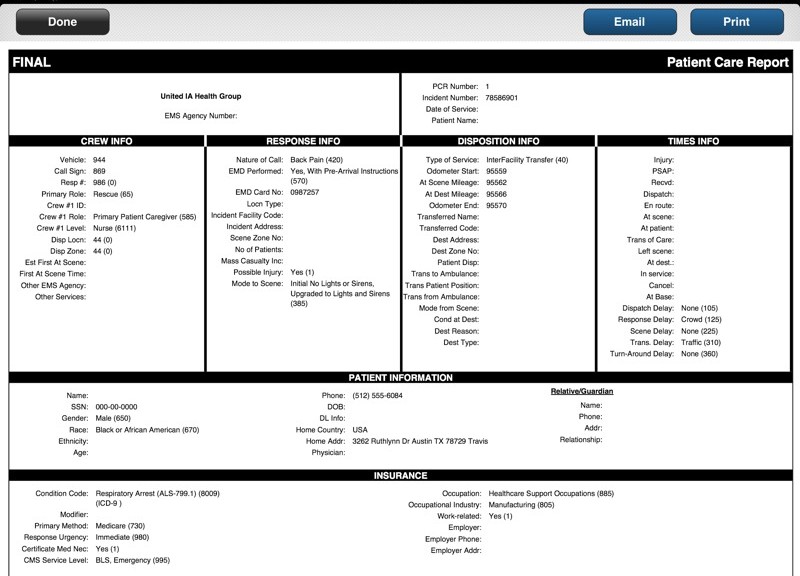 Done
Email
Print
FINAL
Patient Care Report
United IA Health Group
EMS Agency Number:
PCR Number: 1
Incident Number: 78586901
Date of Service:
Patient Name:
CREW INFO
Vehicle: 944
Call Sign: 869
Resp #: 986 (0)
Primary Role: Rescue (65)
Crew #1 ID:
Crew #1 Role: Primary Patient Caregiver (585)
Crew #1 Level: Nurse (6111)
Disp Locn: 44 (0)
Disp Zone: 44 (0)
Est First At Scene:
First At Scene Time:
Other EMS Agency:
Other Services:
RESPONSE INFO
Nature of Call: Back Pain (420)
EMD Performed: Yes, With Pre-Arrival Instructions
(570)
EMD Card No: 0987257
Locn Type:
Incident Facility Code:
Incident Address:
Scene Zone No:
No of Patients:
Mass Casualty Inc:
Possible Injury: Yes (1)
Mode to Scene: Initial No Lights or Sirens,
Upgraded to Lights and Sirens
(385)
DISPOSITION INFO
Type of Service: InterFacility Transfer (40)
Odometer Start: 95559
At Scene Mileage: 95562
At Dest Mileage: 95566
Odometer End: 95570
Transferred Name:
Transferred Code:
Dest Address:
Dest Zone No:
Patient Disp:
Trans to Ambulance:
Trans Patient Position:
Trans from Ambulance:
Mode from Scene:
Cond at Dest:
Dest Reason:
Dest Type:
TIMES INFO
Injury:
PSAP:
Recvd:
Dispatch:
En route:
At scene:
At patient:
Trans of Care:
Left scene:
At dest.:
In service:
Cancel:
At Base:
Dispatch Delay: None (105)
Response Delay: Crowd (125)
Scene Delay: None (225)
Trans. Delay: Traffic (310)
Turn-Around Delay: None (360)
PATIENT INFORMATION
Name:
SSN: 000-00-0000
Gender: Male (650)
Race: Black or African American (670)
Ethnicity:
Age:
Phone: (512) 555-6084
DOB:
DL Info:
Home Country: USA
Home Addr: 3262 Ruthlynn Dr Austin TX 78729 Travis
Physician:
Relative/Guardian
Name:
Phone:
Addr:
Relationship:
INSURANCE
Condition Code: Respiratory Arrest (ALS-799.1) (8009)
(ICD-9 )
Modifier:
Primary Method: Medicare (730)
Response Urgency: Immediate (980)
Certificate Med Nec: Yes (1)
CMS Service Level: BLS, Emergency (995)
Occupation: Healthcare Support Occupations (885)
Occupational Industry: Manufacturing (805)
Work-related: Yes (1)
Employer:
Employer Phone:
Employer Addr: